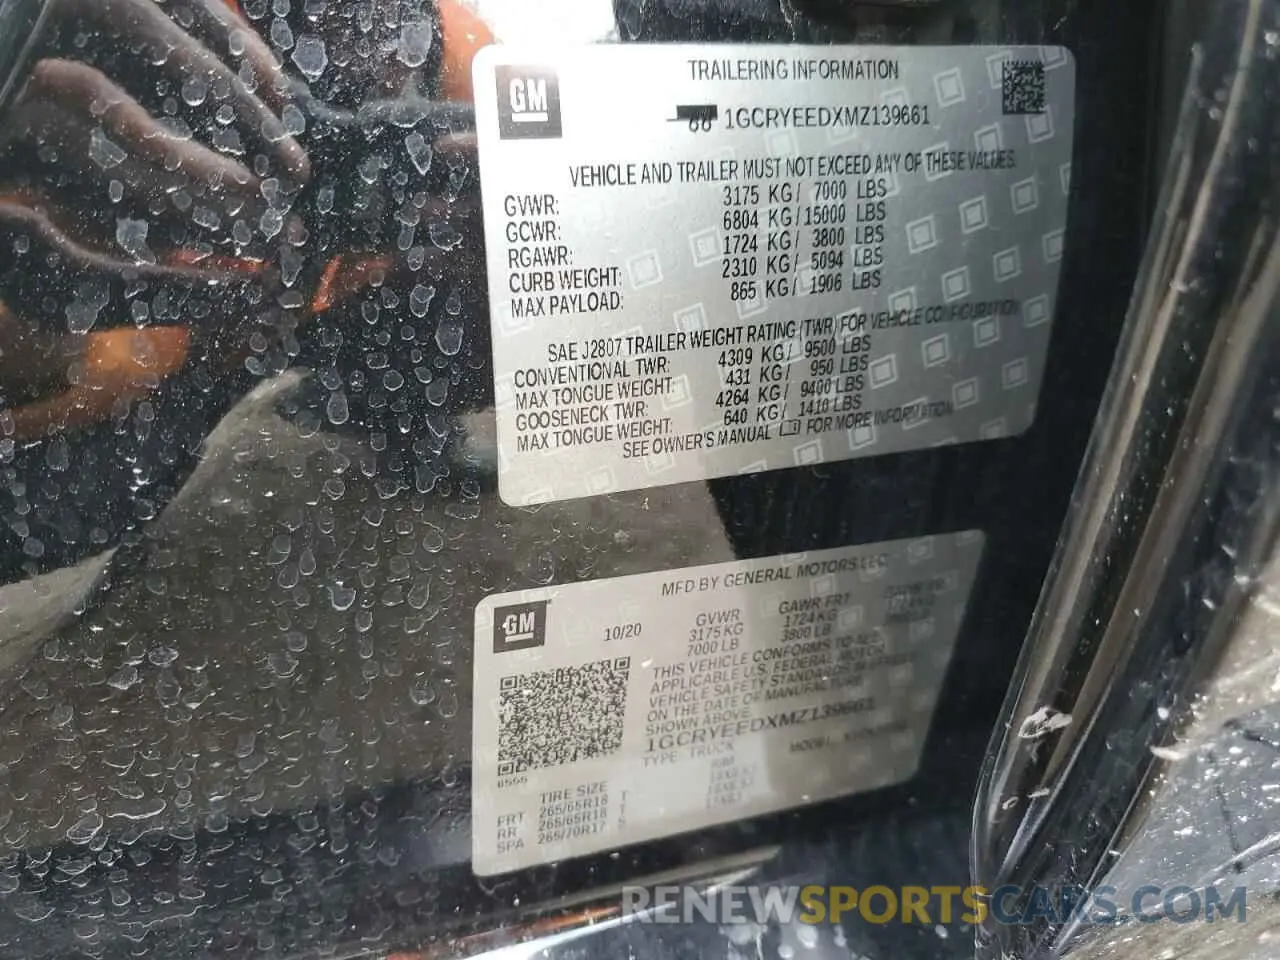 GM
TRAILERING INFORMATION
1GCRYEEDXMZ139661
VEHICLE AND TRAILER MUST NOT EXCEED ANY OF THESE VALUES.
GVWR: 3175 KG/ 7000 LBS
GCWR: 6804 KG/15000 LBS
RGAWR: 1724 KG/ 3800 LBS
CURB WEIGHT: 2310 KG/ 5094 LBS
MAX PAYLOAD: 865 KG/ 1906 LBS
SAE J2807 TRAILER WEIGHT RATING (TWR) FOR VEHICLE CONFIGURATION
CONVENTIONAL TWR: 4309 KG/ 9500 LBS
MAX TONGUE WEIGHT: 431 KG/ 950 LBS
GOOSENECK TWR: 4264 KG/ 9400 LBS
MAX TONGUE WEIGHT: 640 KG/ 1410 LBS
SEE OWNER'S MANUAL FOR MORE INFORMATION
GM
MFD BY GENERAL MOTORS LLC
10/20
GVWR GAWR FRT
3175 KG 1724 KG
7000 LB 3800 LB
THIS VEHICLE CONFORMS TO ALL
APPLICABLE U.S. FEDERAL MOTOR
VEHICLE SAFETY STANDARDS IN EFFECT
ON THE DATE OF MANUFACTURE
SHOWN ABOVE
1GCRYEEDXMZ139661
TYPE: TRUCK MODEL:
TIRE SIZE RIM
FRT 265/65R18 T
RR 265/65R18 T
SPA 265/70R17 S
RENEWSPORTSCARS.COM